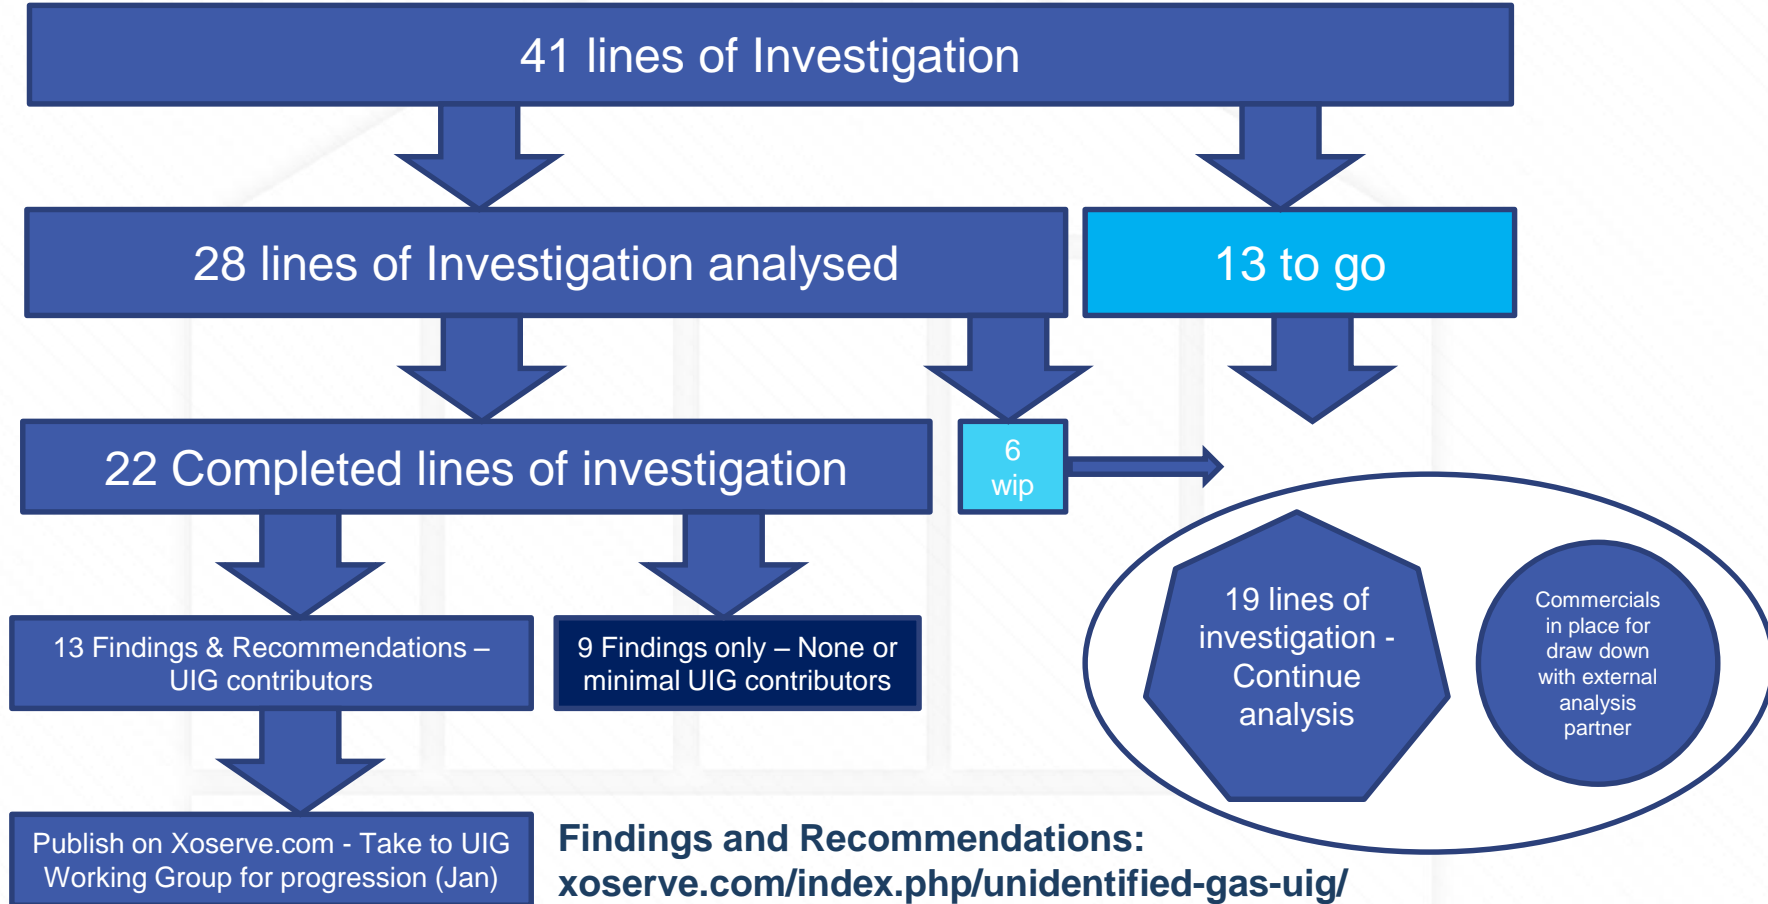 41 lines of Investigation
28 lines of Investigation analysed
13 to go
22 Completed lines of investigation
6
wip
13 Findings & Recommendations –
UIG contributors
9 Findings only – None or
minimal UIG contributors
19 lines of
investigation -
Continue
analysis
Commercials
in place for
draw down
with external
analysis
partner
Publish on Xoserve.com - Take to UIG
Working Group for progression (Jan)
Findings and Recommendations:
xoserve.com/index.php/unidentified-gas-uig/